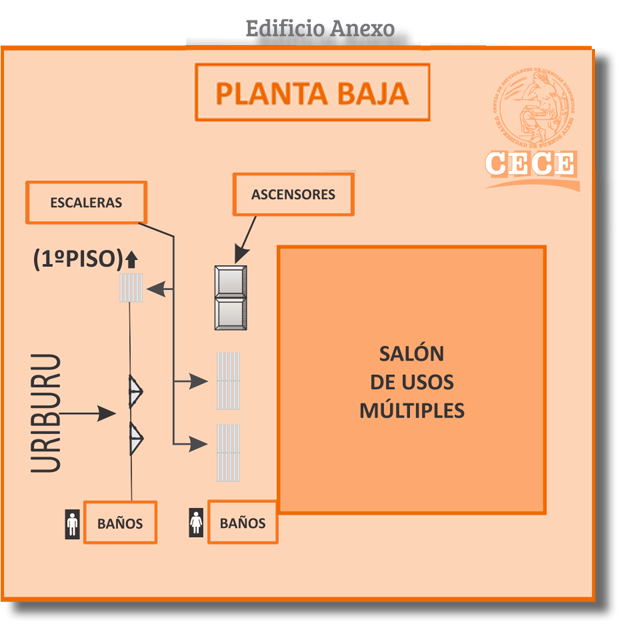 Edificio Anexo
PLANTA BAJA
CECE
ESCALERAS
ASCENSORES
(1ºPISO)
SALÓN
DE USOS
MÚLTIPLES
URIBURU
BAÑOS
BAÑOS